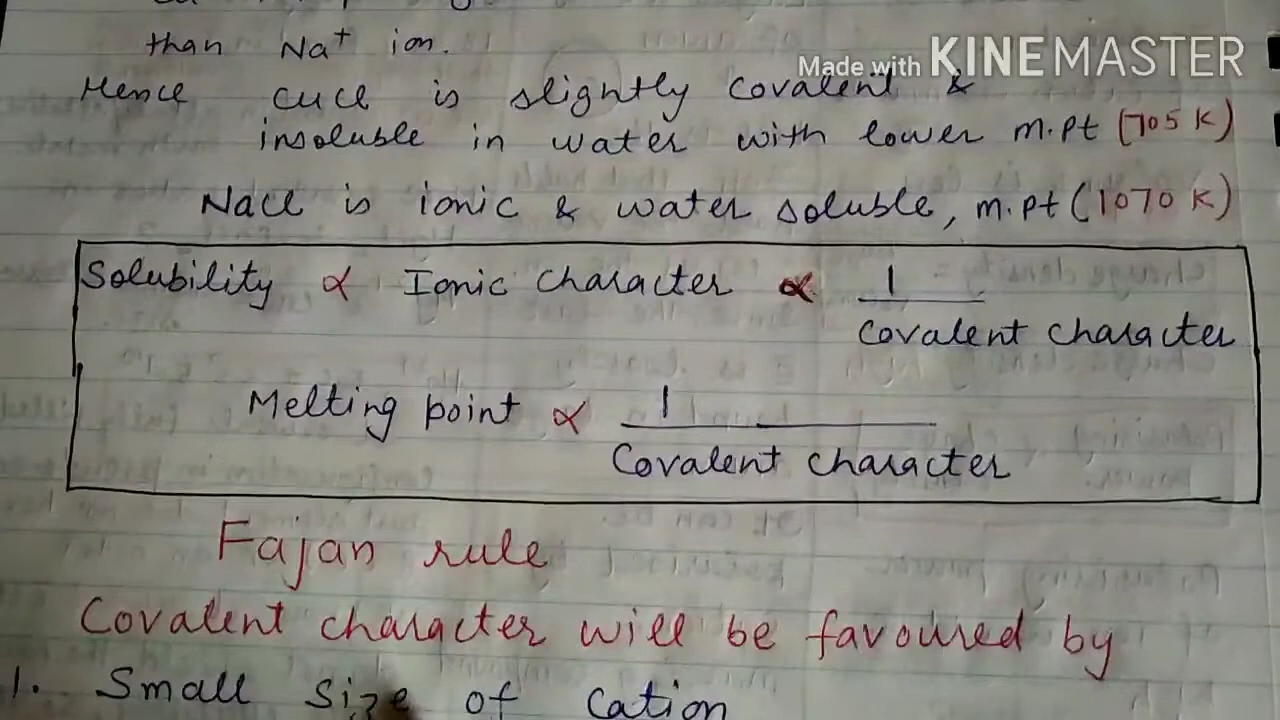 than Na⁺ ion.
Made with KINEMASTER
Hence CuCl is slightly covalent &
insoluble in water with lower m.pt (705 K)
NaCl is ionic & water soluble, m.pt (1070 K)
Solubility ∝ Ionic Character ∝ 1
Covalent character
Melting point ∝ 1
Covalent character
Fajan rule
Covalent character will be favoured by
1. Small size of cation